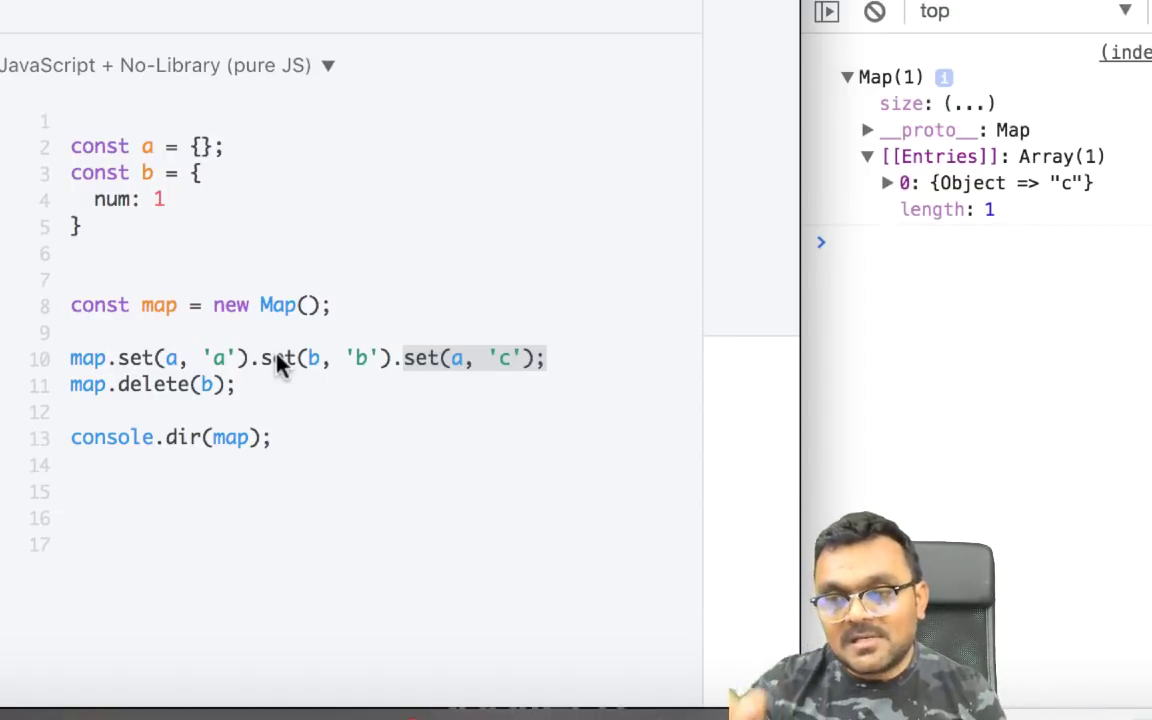 JavaScript + No-Library (pure JS) ▼
1
2 const a = {};
3 const b = {
4 num: 1
5 }
6
7
8 const map = new Map();
9
10 map.set(a, 'a').set(b, 'b').set(a, 'c');
11 map.delete(b);
12
13 console.dir(map);
14
15
16
17
top ▼
(inde
▼Map(1) i
size: (...)
▶__proto__: Map
▼[[Entries]]: Array(1)
▶0: {Object => "c"}
length: 1
>